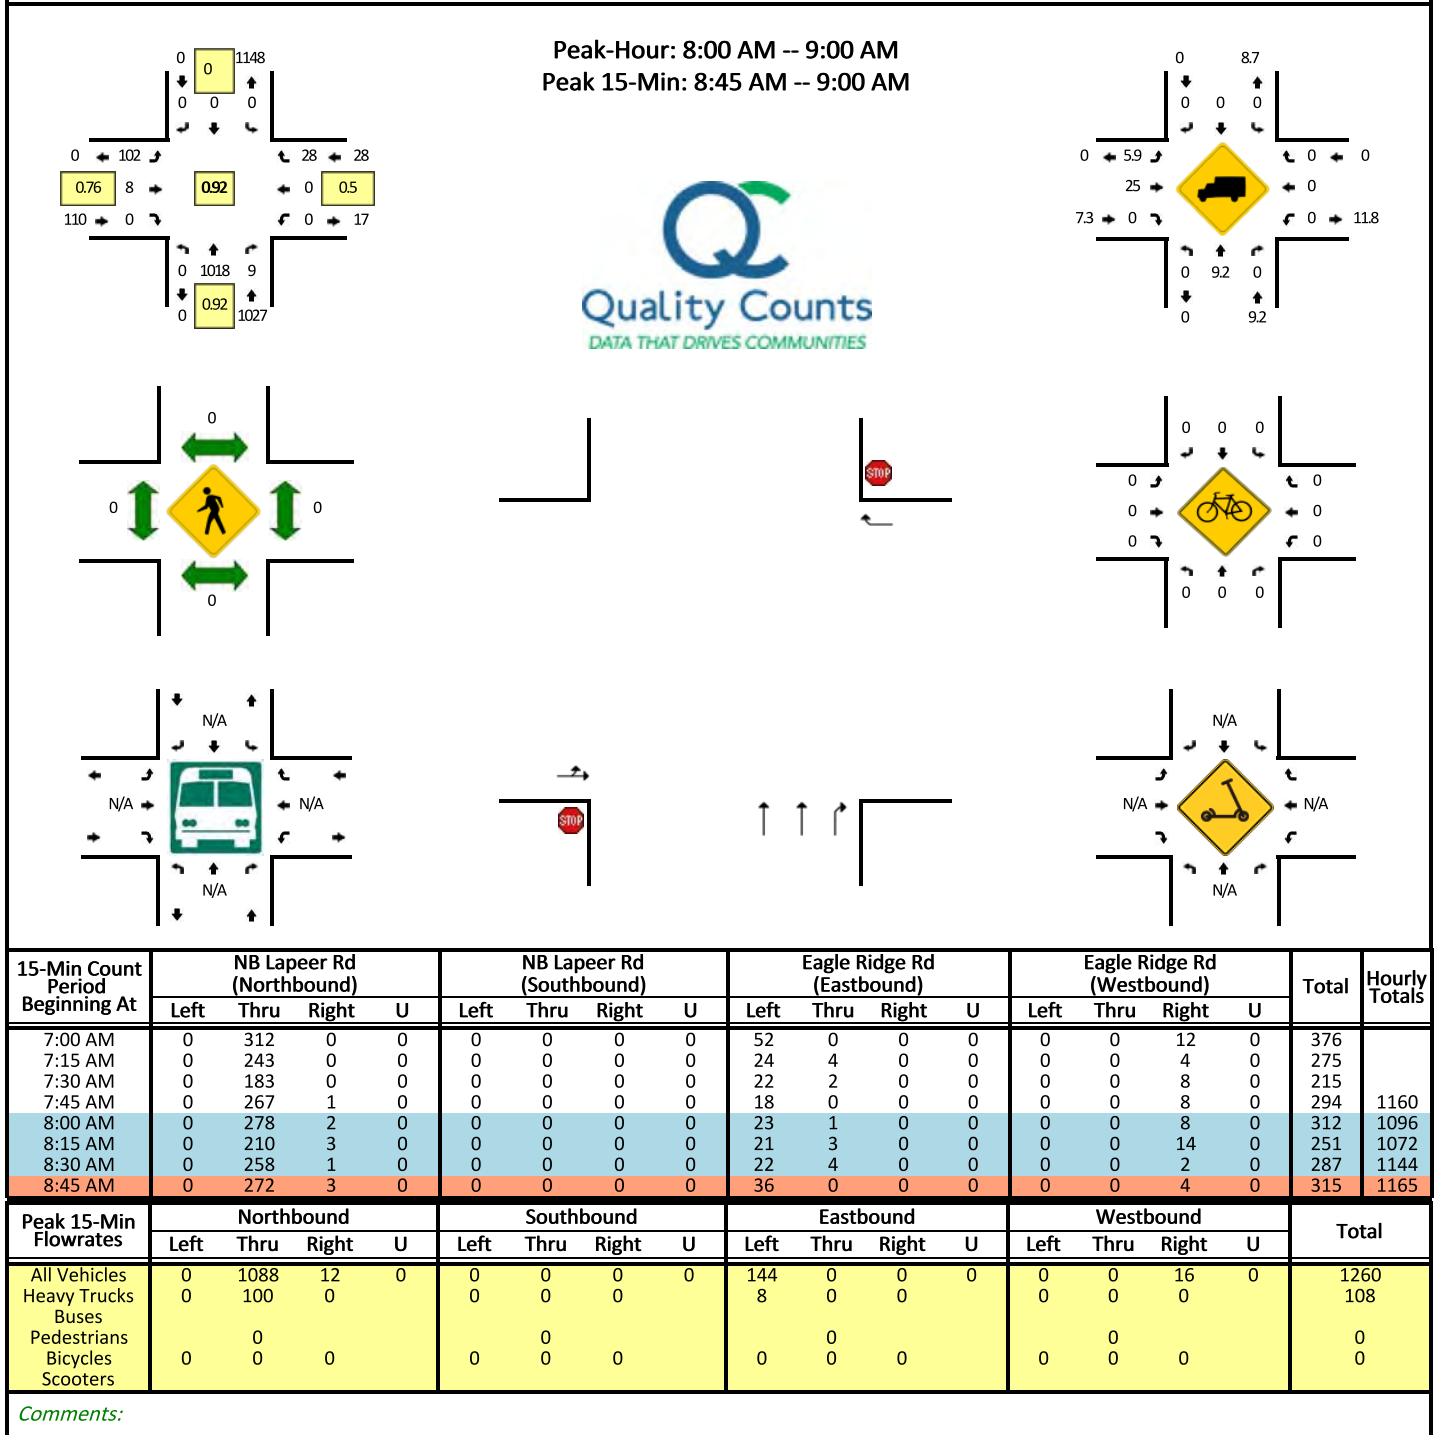 Peak-Hour: 8:00 AM -- 9:00 AM
Peak 15-Min: 8:45 AM -- 9:00 AM
0 0 1148
0 0 0
0 102 28 28
0.76 8 0.92 0 0.5
110 0 0 17
0 1018 9
0 0.92 1027
QC
Quality Counts
DATA THAT DRIVES COMMUNITIES
0 8.7
0 0 0
0 5.9 0 0
25 0
7.3 0 0 11.8
0 9.2 0
0 9.2
0
0 0
0
STOP
0 0 0
0 0
0 0
0 0
0 0 0
N/A
N/A N/A
N/A
STOP
N/A
N/A N/A
N/A
15-Min Count Period Beginning At NB Lapeer Rd (Northbound) NB Lapeer Rd (Southbound) Eagle Ridge Rd (Eastbound) Eagle Ridge Rd (Westbound) Total Hourly Totals
Left Thru Right U Left Thru Right U Left Thru Right U Left Thru Right U
7:00 AM 0 312 0 0 0 0 0 0 52 0 0 0 0 0 12 0 376
7:15 AM 0 243 0 0 0 0 0 0 24 4 0 0 0 0 4 0 275
7:30 AM 0 183 0 0 0 0 0 0 22 2 0 0 0 0 8 0 215
7:45 AM 0 267 1 0 0 0 0 0 18 0 0 0 0 0 8 0 294 1160
8:00 AM 0 278 2 0 0 0 0 0 23 1 0 0 0 0 8 0 312 1096
8:15 AM 0 210 3 0 0 0 0 0 21 3 0 0 0 0 14 0 251 1072
8:30 AM 0 258 1 0 0 0 0 0 22 4 0 0 0 0 2 0 287 1144
8:45 AM 0 272 3 0 0 0 0 0 36 0 0 0 0 0 4 0 315 1165
Peak 15-Min Flowrates Northbound Southbound Eastbound Westbound Total
Left Thru Right U Left Thru Right U Left Thru Right U Left Thru Right U
All Vehicles 0 1088 12 0 0 0 0 0 144 0 0 0 0 0 16 0 1260
Heavy Trucks 0 100 0 0 0 0 8 0 0 0 0 0 108
Buses
Pedestrians 0 0 0 0 0
Bicycles 0 0 0 0 0 0 0 0 0 0 0 0 0
Scooters
Comments: